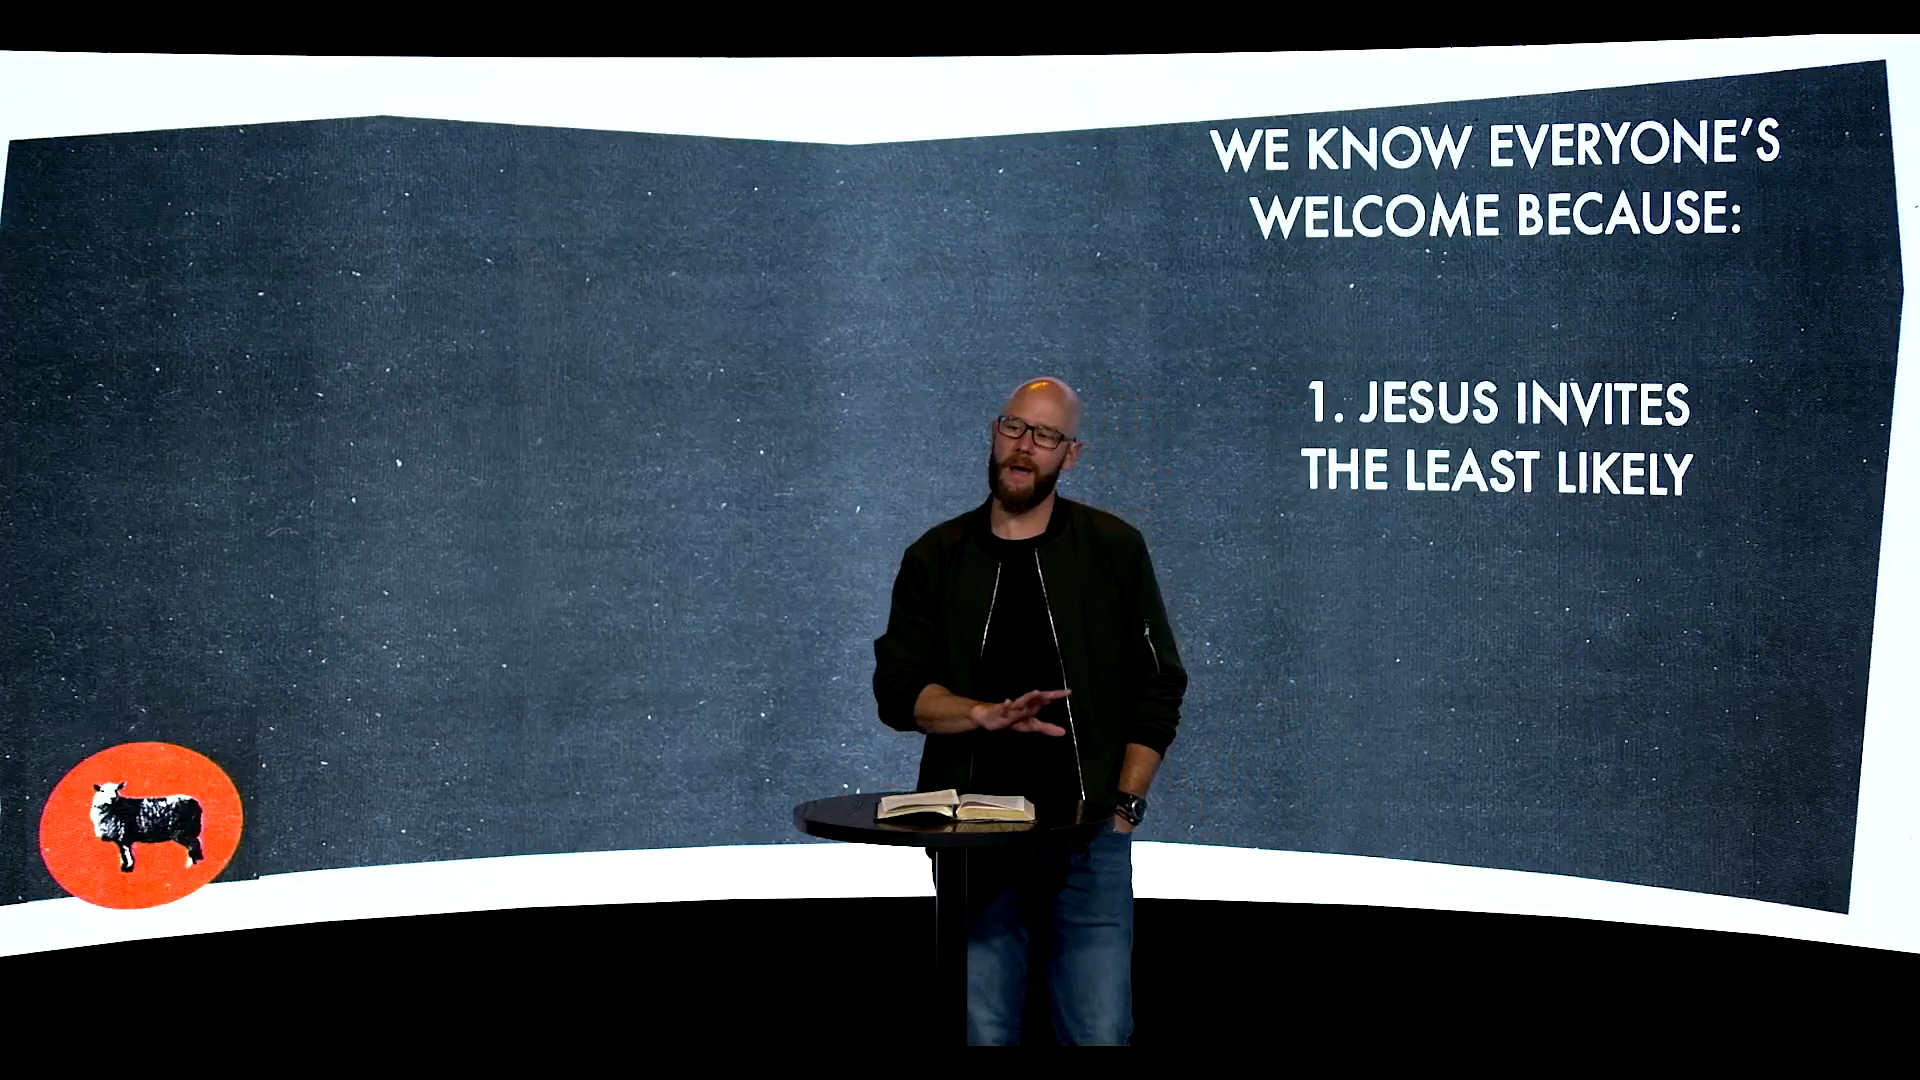 WE KNOW EVERYONE’S
WELCOME BECAUSE:
1. JESUS INVITES
THE LEAST LIKELY